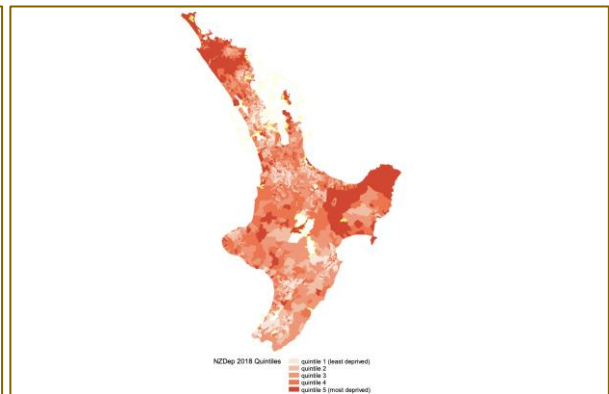 NZDep 2018 Quintiles
quintile 1 (least deprived)
quintile 2
quintile 3
quintile 4
quintile 5 (most deprived)